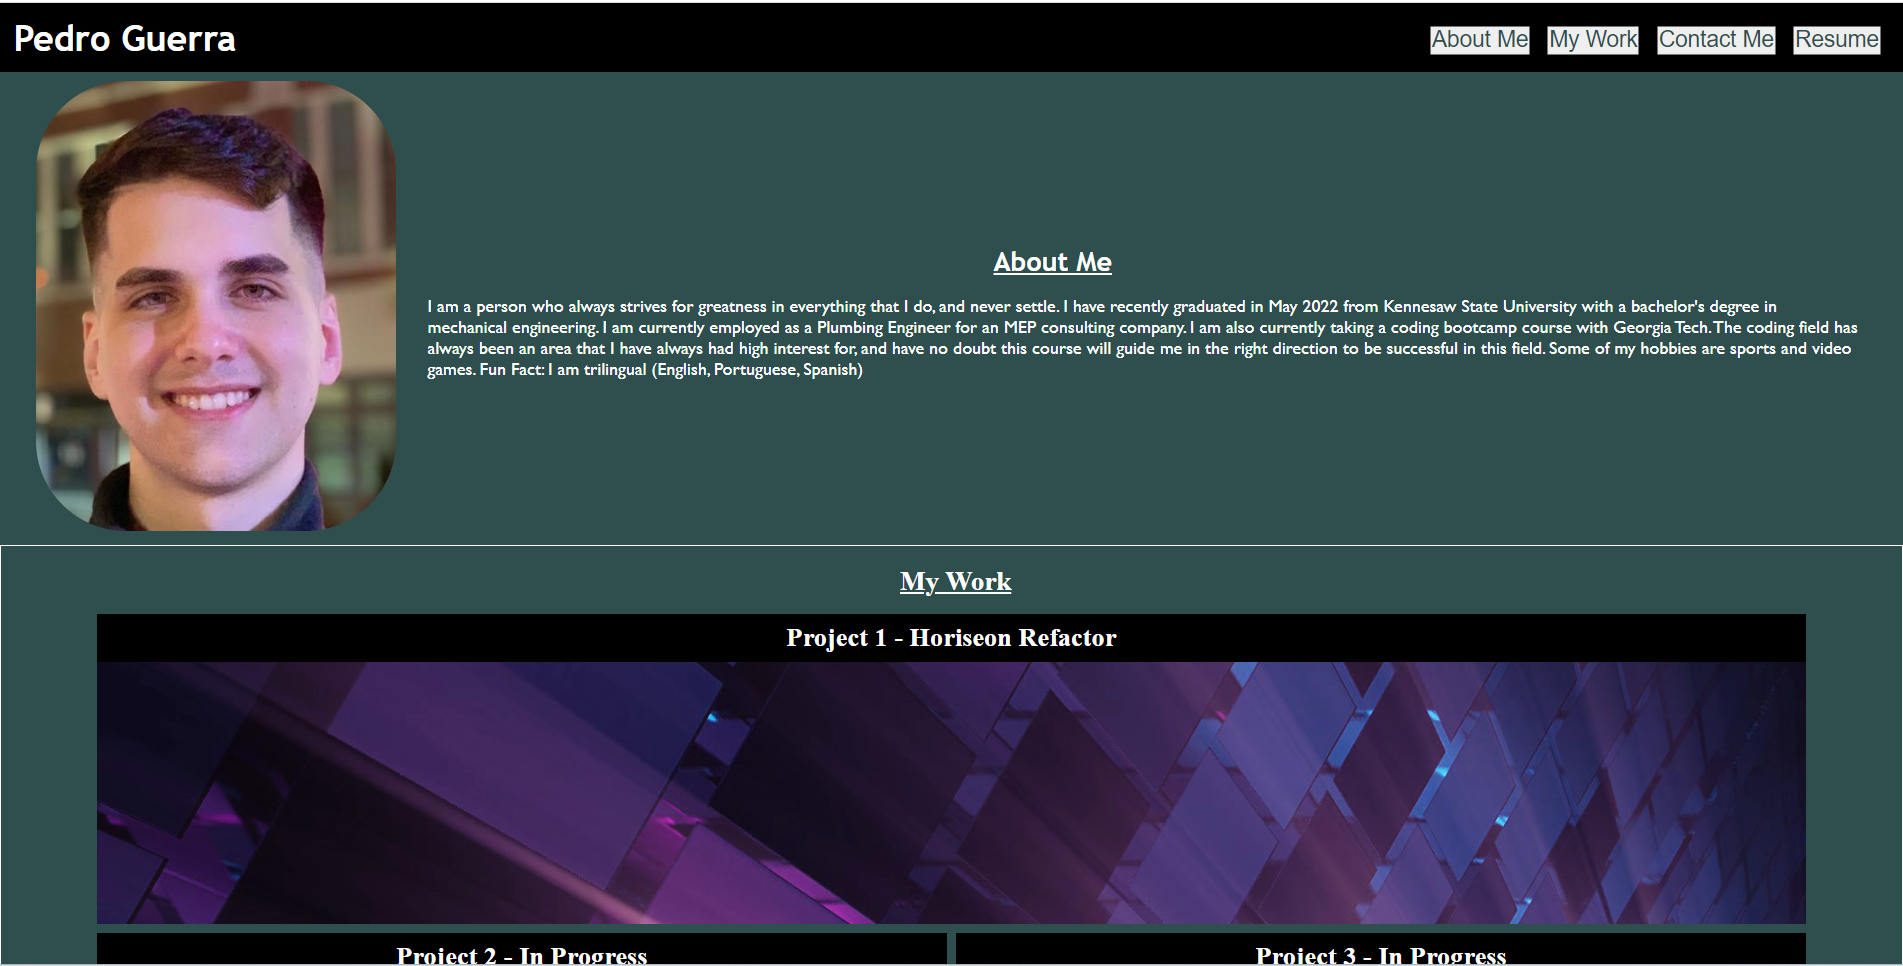 Pedro Guerra
About Me My Work Contact Me Resume
About Me
I am a person who always strives for greatness in everything that I do, and never settle. I have recently graduated in May 2022 from Kennesaw State University with a bachelor's degree in
mechanical engineering. I am currently employed as a Plumbing Engineer for an MEP consulting company. I am also currently taking a coding bootcamp course with Georgia Tech. The coding field has
always been an area that I have always had high interest for, and have no doubt this course will guide me in the right direction to be successful in this field. Some of my hobbies are sports and video
games. Fun Fact: I am trilingual (English, Portuguese, Spanish)
My Work
Project 1 - Horiseon Refactor
Project 2 - In Progress
Project 3 - In Progress